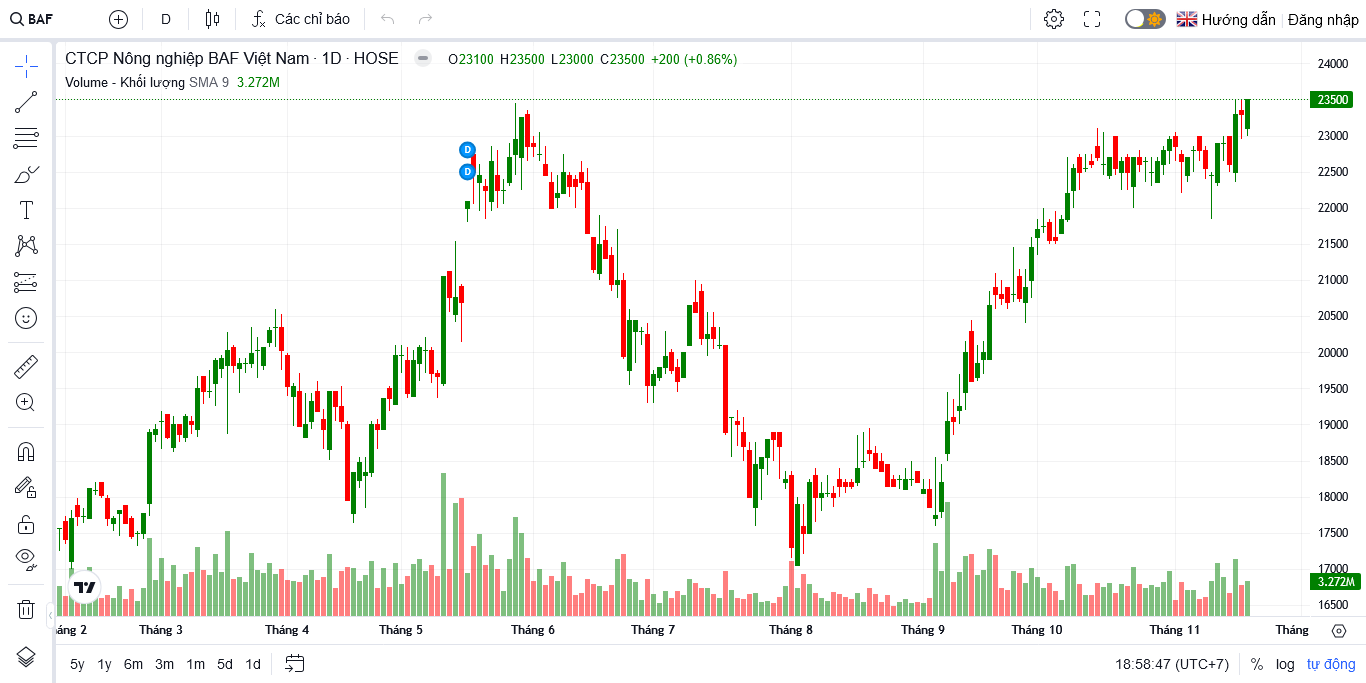 BAF D Các chỉ báo Hướng dẫn Đăng nhập
CTCP Nông nghiệp BAF Việt Nam · 1D · HOSE O23100 H23500 L23000 C23500 +200 (+0.86%)
Volume - Khối lượng SMA 9 3.272M
24000
23500
23000
D
22500
D
22000
21500
21000
20500
20000
19500
19000
18500
18000
17500
17000
3.272M
16500
áng 2 Tháng 3 Tháng 4 Tháng 5 Tháng 6 Tháng 7 Tháng 8 Tháng 9 Tháng 10 Tháng 11 Tháng
5y 1y 6m 3m 1m 5d 1d 18:58:47 (UTC+7) % log tự động